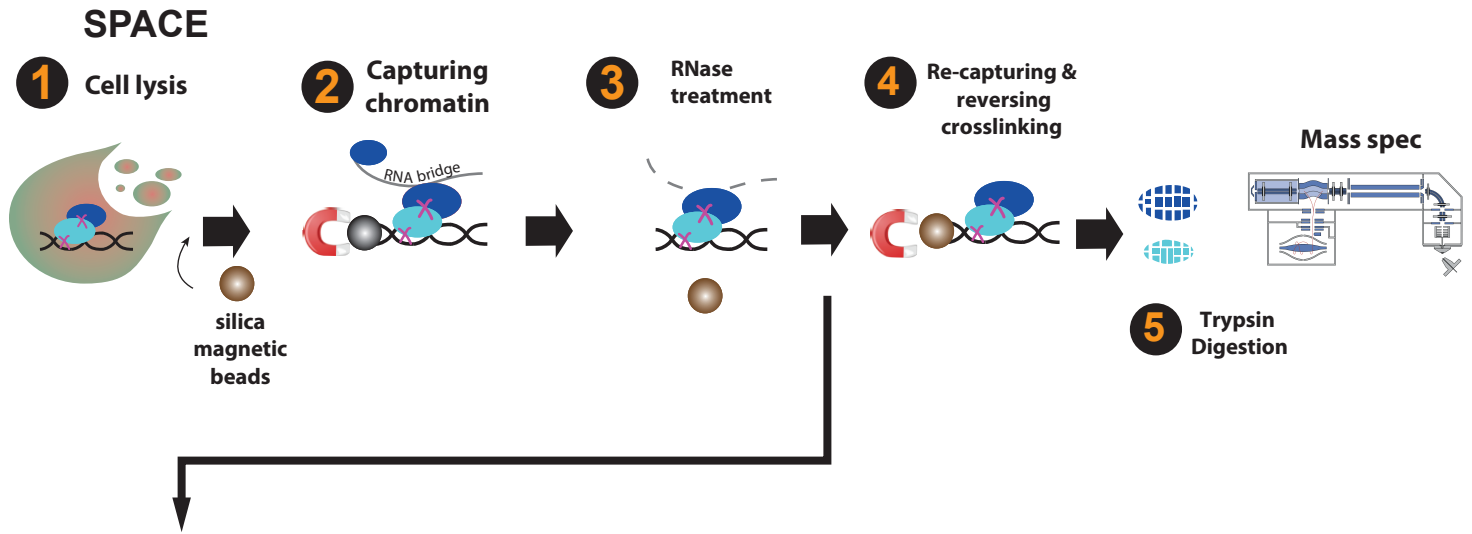 SPACE
1
Cell lysis
silica
magnetic
beads
2
Capturing
chromatin
RNA bridge
3
RNase
treatment
4
Re-capturing &
reversing
crosslinking
5
Trypsin
Digestion
Mass spec